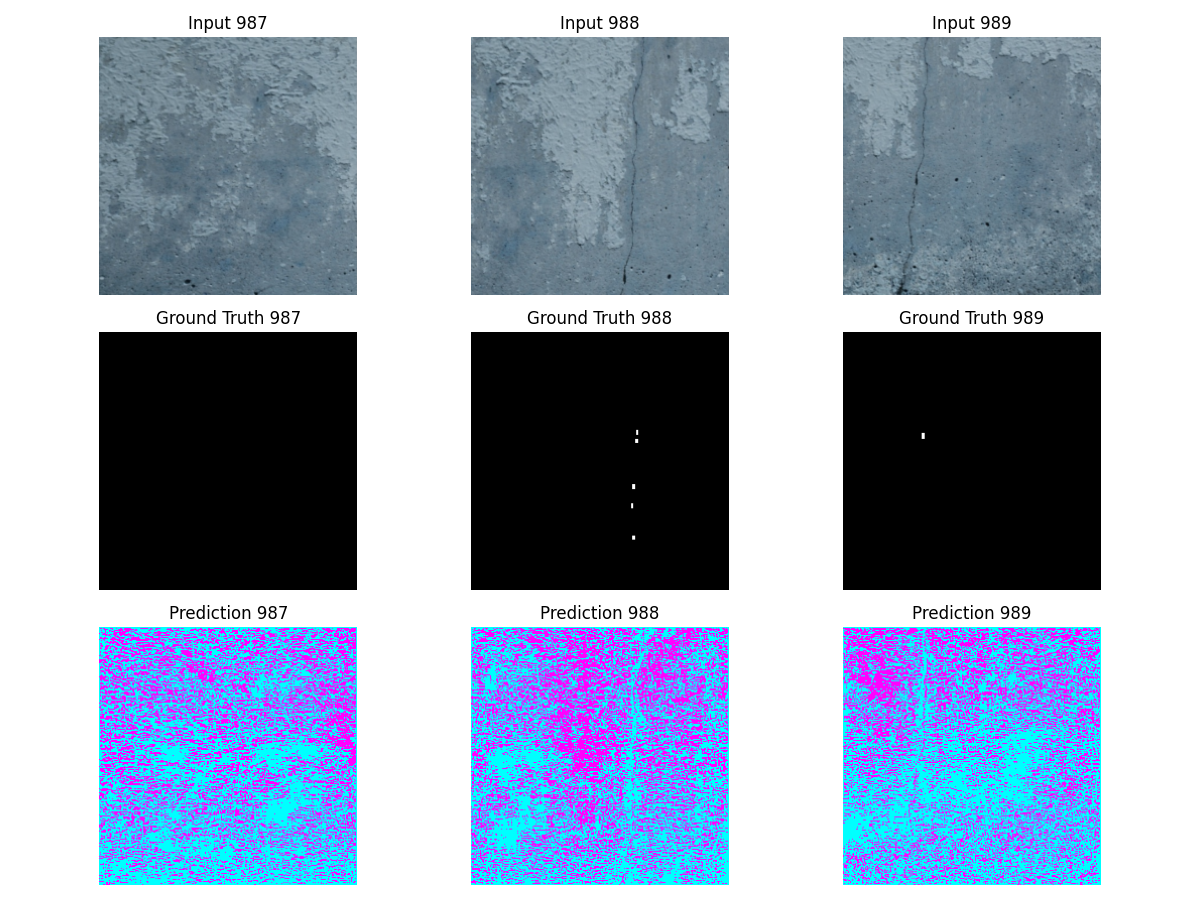 Input 987
Input 988
Input 989
Ground Truth 987
Ground Truth 988
Ground Truth 989
Prediction 987
Prediction 988
Prediction 989